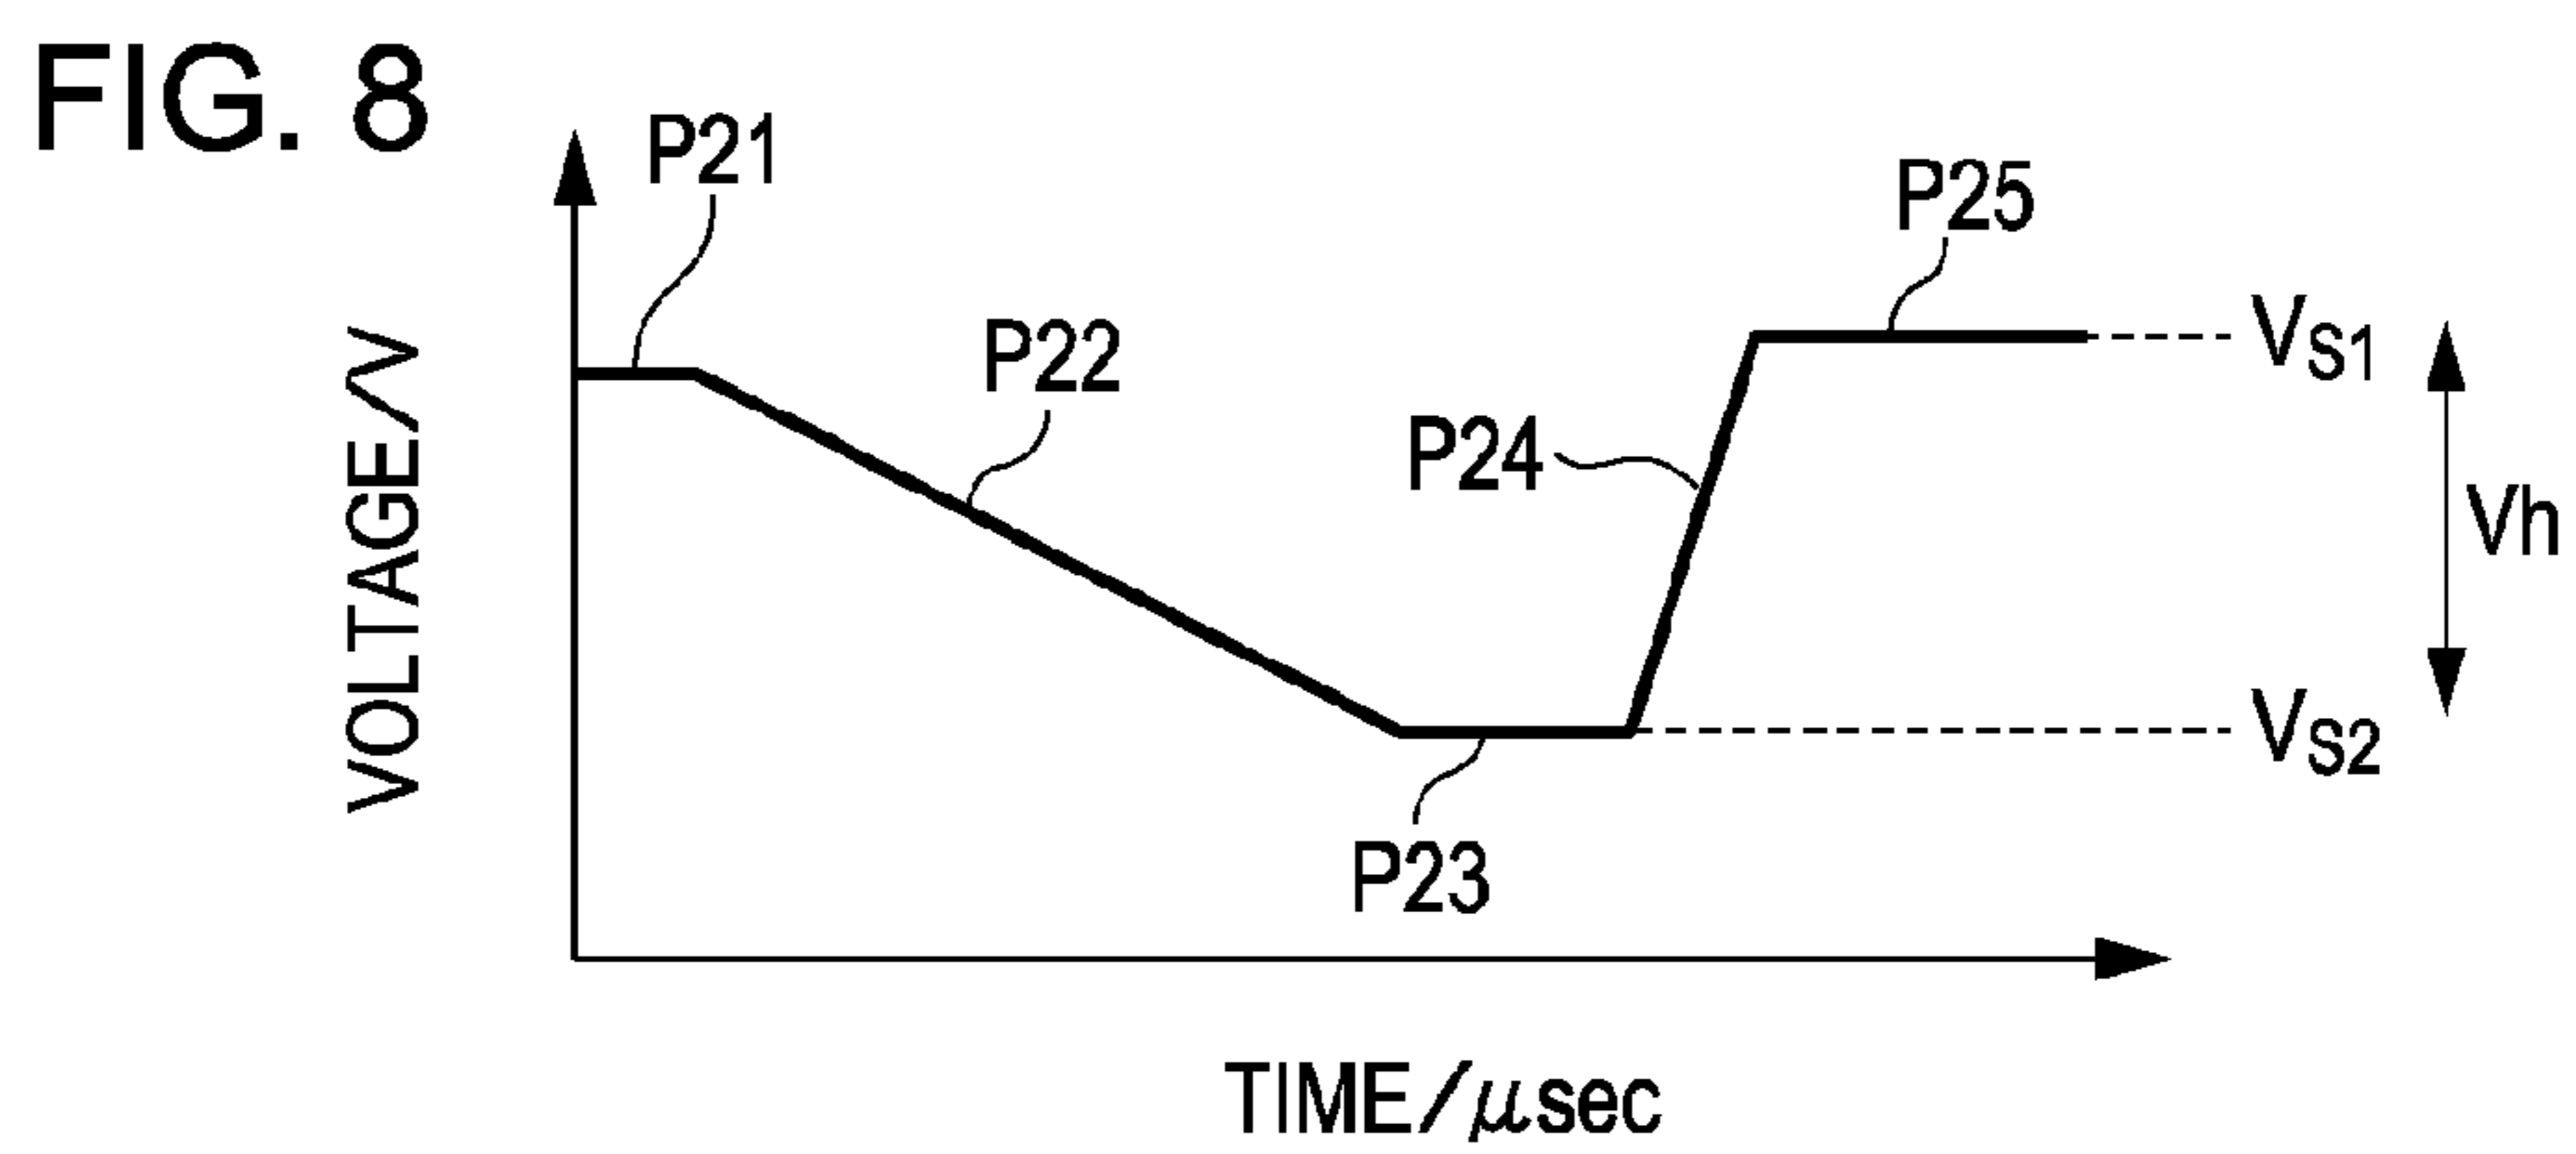 FIG. 8
P21
P25
P22
P24
P23
VS1
Vh
VS2
VOLTAGE/V
TIME/μsec